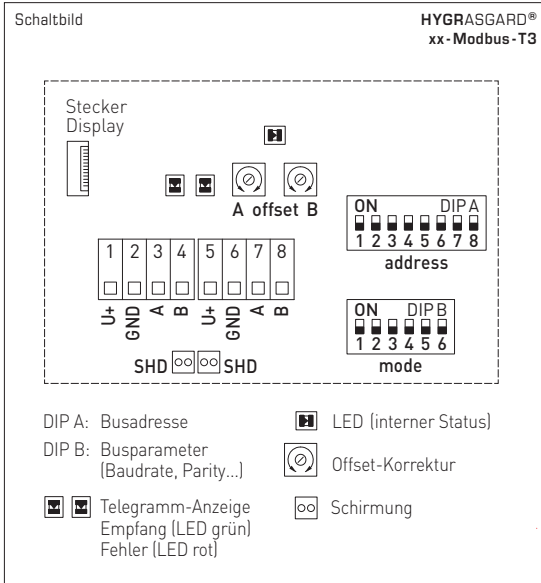 Schaltbild
HYGRASGARD®
xx-Modbus-T3
Stecker
Display
A offset B
ON DIP A
1 2 3 4 5 6 7 8
address
1 2 3 4 5 6 7 8
U+ GND A B U+ GND A B
ON DIP B
1 2 3 4 5 6
mode
SHD SHD
DIP A: Busadresse
DIP B: Busparameter
(Baudrate, Parity...)
Telegramm-Anzeige
Empfang (LED grün)
Fehler (LED rot)
LED (interner Status)
Offset-Korrektur
Schirmung